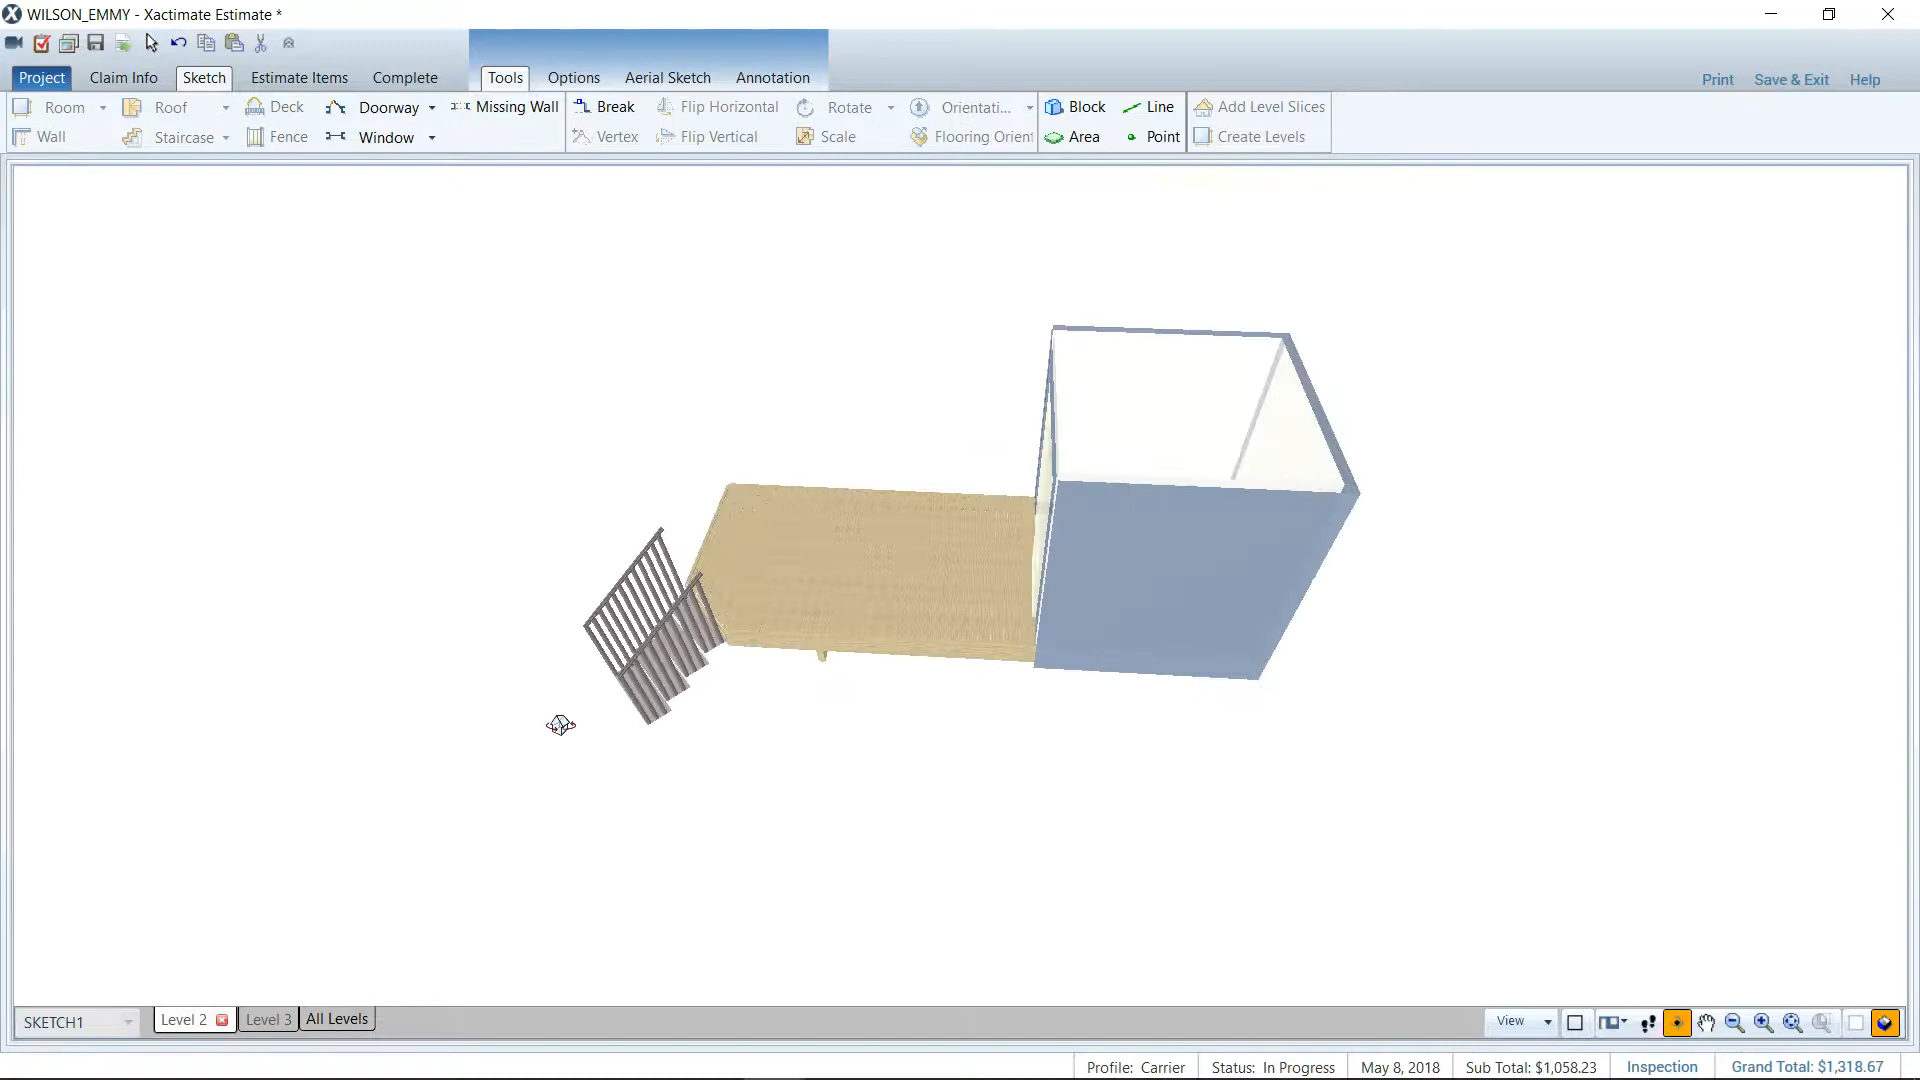 WILSON_EMMY - Xactimate Estimate *
Project Claim Info Sketch Estimate Items Complete Tools Options Aerial Sketch Annotation Print Save & Exit Help
Room Roof Deck Doorway Missing Wall Break Flip Horizontal Rotate Orientati... Block Line Add Level Slices
Wall Staircase Fence Window Vertex Flip Vertical Scale Flooring Orient Area Point Create Levels
SKETCH1 Level 2 Level 3 All Levels View
Profile: Carrier Status: In Progress May 8, 2018 Sub Total: $1,058.23 Inspection Grand Total: $1,318.67